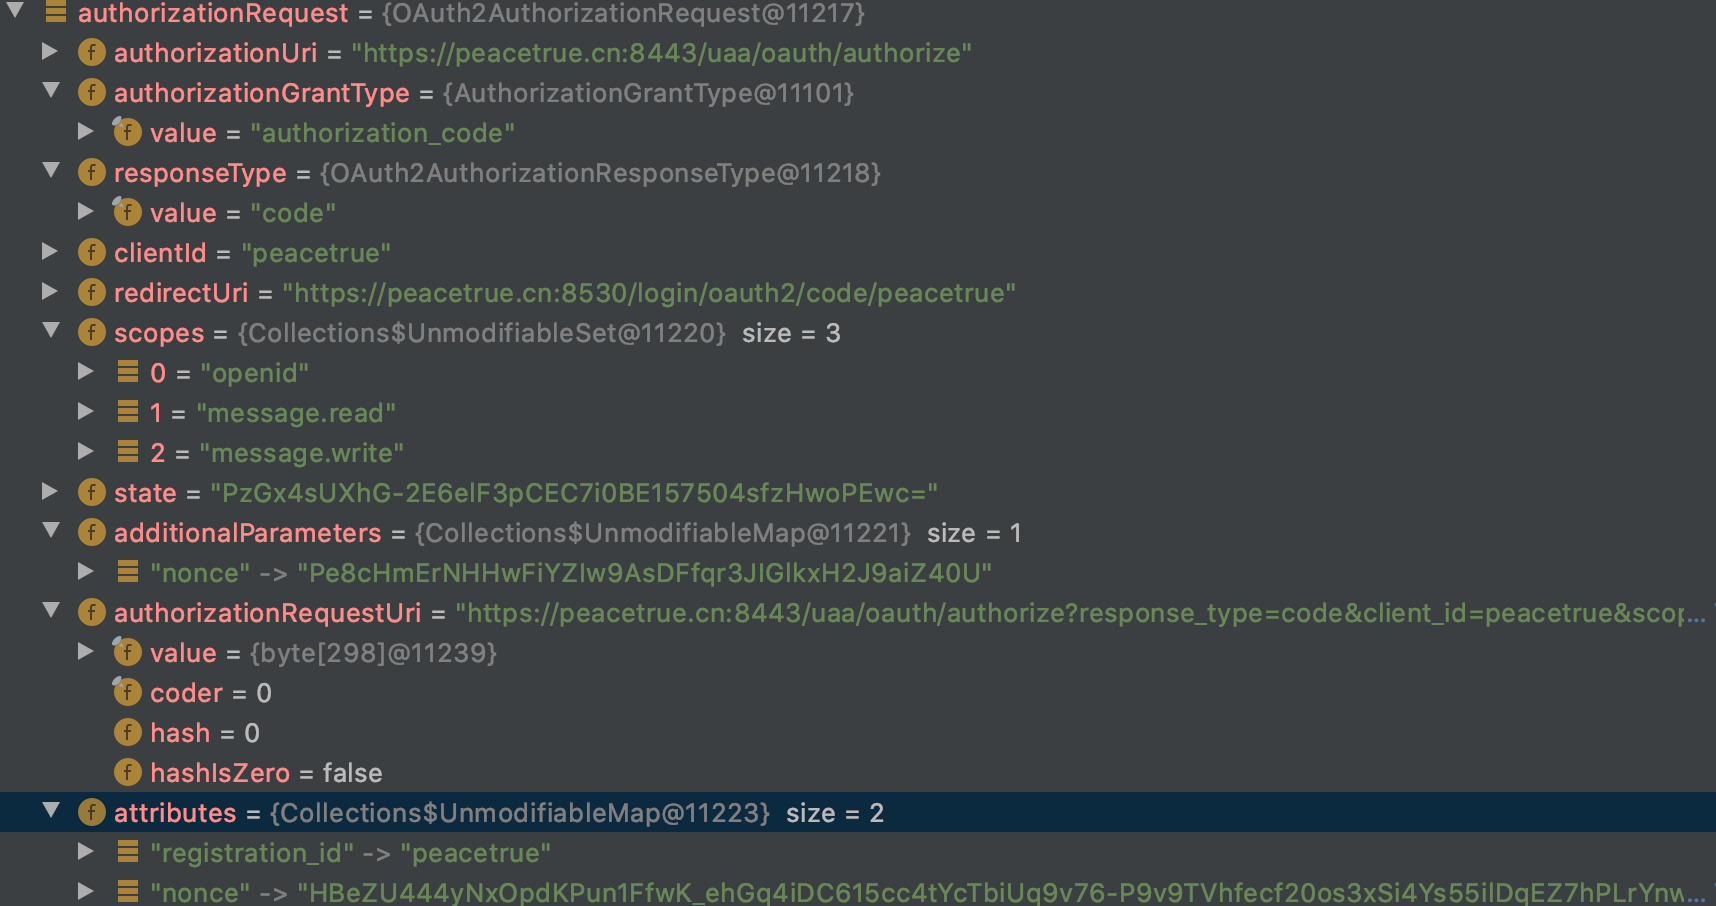 authorizationRequest = {OAuth2AuthorizationRequest@11217}
f authorizationUri = "https://peacetrue.cn:8443/uaa/oauth/authorize"
f authorizationGrantType = {AuthorizationGrantType@11101}
f value = "authorization_code"
f responseType = {OAuth2AuthorizationResponseType@11218}
f value = "code"
f clientId = "peacetrue"
f redirectUri = "https://peacetrue.cn:8530/login/oauth2/code/peacetrue"
f scopes = {Collections$UnmodifiableSet@11220} size = 3
0 = "openid"
1 = "message.read"
2 = "message.write"
f state = "PzGx4sUXhG-2E6elF3pCEC7i0BE157504sfzHwoPEwc="
f additionalParameters = {Collections$UnmodifiableMap@11221} size = 1
"nonce" -> "Pe8cHmErNHHwFiYZIw9AsDFfqr3JIGlkxH2J9aiZ40U"
f authorizationRequestUri = "https://peacetrue.cn:8443/uaa/oauth/authorize?response_type=code&client_id=peacetrue&scop...
f value = {byte[298]@11239}
f coder = 0
f hash = 0
f hashIsZero = false
f attributes = {Collections$UnmodifiableMap@11223} size = 2
"registration_id" -> "peacetrue"
"nonce" -> "HBeZU444yNxOpdKPun1FfwK_ehGq4iDC615cc4tYcTbiUq9v76-P9v9TVhfecf20os3xSi4Ys55ilDqEZ7hPLrYnw...